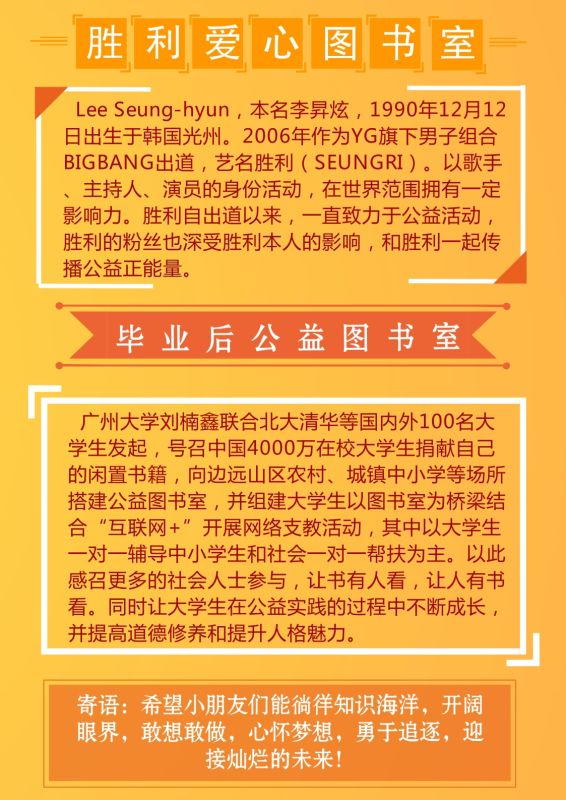 胜利爱心图书室
Lee Seung-hyun，本名李昇炫，1990年12月12
日出生于韩国光州。2006年作为YG旗下男子组合
BIGBANG出道，艺名胜利（SEUNGRI）。以歌手
、主持人、演员的身份活动，在世界范围拥有一定
影响力。胜利自出道以来，一直致力于公益活动，
胜利的粉丝也深受胜利本人的影响，和胜利一起传
播公益正能量。
毕业后公益图书室
广州大学刘楠鑫联合北大清华等国内外100名大
学生发起，号召中国4000万在校大学生捐献自己
的闲置书籍，向边远山区农村、城镇中小学等场所
搭建公益图书室，并组建大学生以图书室为桥梁结
合“互联网+”开展网络支教活动，其中以大学生
一对一辅导中小学生和社会一对一帮扶为主。以此
感召更多的社会人士参与，让书有人看，让人有书
看。同时让大学生在公益实践的过程中不断成长，
并提高道德修养和提升人格魅力。
寄语：希望小朋友们能徜徉知识海洋，开阔
眼界，敢想敢做，心怀梦想，勇于追逐，迎
接灿烂的未来！